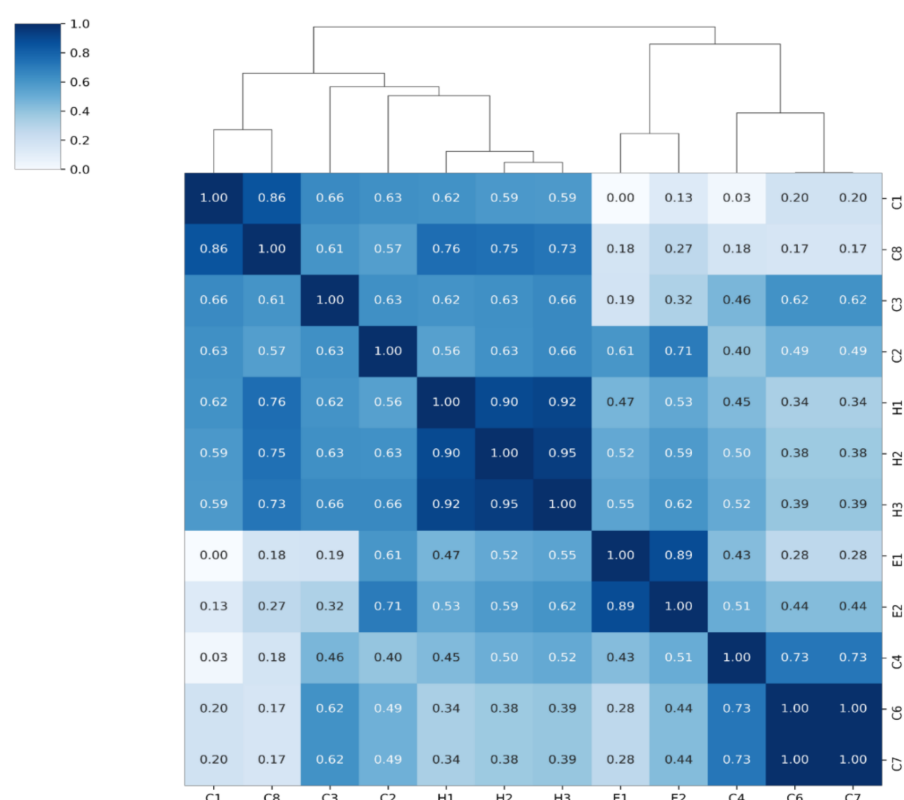 1.0
0.8
0.6
0.4
0.2
0.0
1.00 0.86 0.66 0.63 0.62 0.59 0.59 0.00 0.13 0.03 0.20 0.20 C1
0.86 1.00 0.61 0.57 0.76 0.75 0.73 0.18 0.27 0.18 0.17 0.17 C8
0.66 0.61 1.00 0.63 0.62 0.63 0.66 0.19 0.32 0.46 0.62 0.62 C3
0.63 0.57 0.63 1.00 0.56 0.63 0.66 0.61 0.71 0.40 0.49 0.49 C2
0.62 0.76 0.62 0.56 1.00 0.90 0.92 0.47 0.53 0.45 0.34 0.34 H1
0.59 0.75 0.63 0.63 0.90 1.00 0.95 0.52 0.59 0.50 0.38 0.38 H2
0.59 0.73 0.66 0.66 0.92 0.95 1.00 0.55 0.62 0.52 0.39 0.39 H3
0.00 0.18 0.19 0.61 0.47 0.52 0.55 1.00 0.89 0.43 0.28 0.28 E1
0.13 0.27 0.32 0.71 0.53 0.59 0.62 0.89 1.00 0.51 0.44 0.44 E2
0.03 0.18 0.46 0.40 0.45 0.50 0.52 0.43 0.51 1.00 0.73 0.73 C4
0.20 0.17 0.62 0.49 0.34 0.38 0.39 0.28 0.44 0.73 1.00 1.00 C6
0.20 0.17 0.62 0.49 0.34 0.38 0.39 0.28 0.44 0.73 1.00 1.00 C7
C1 C8 C3 C2 H1 H2 H3 E1 E2 C4 C6 C7